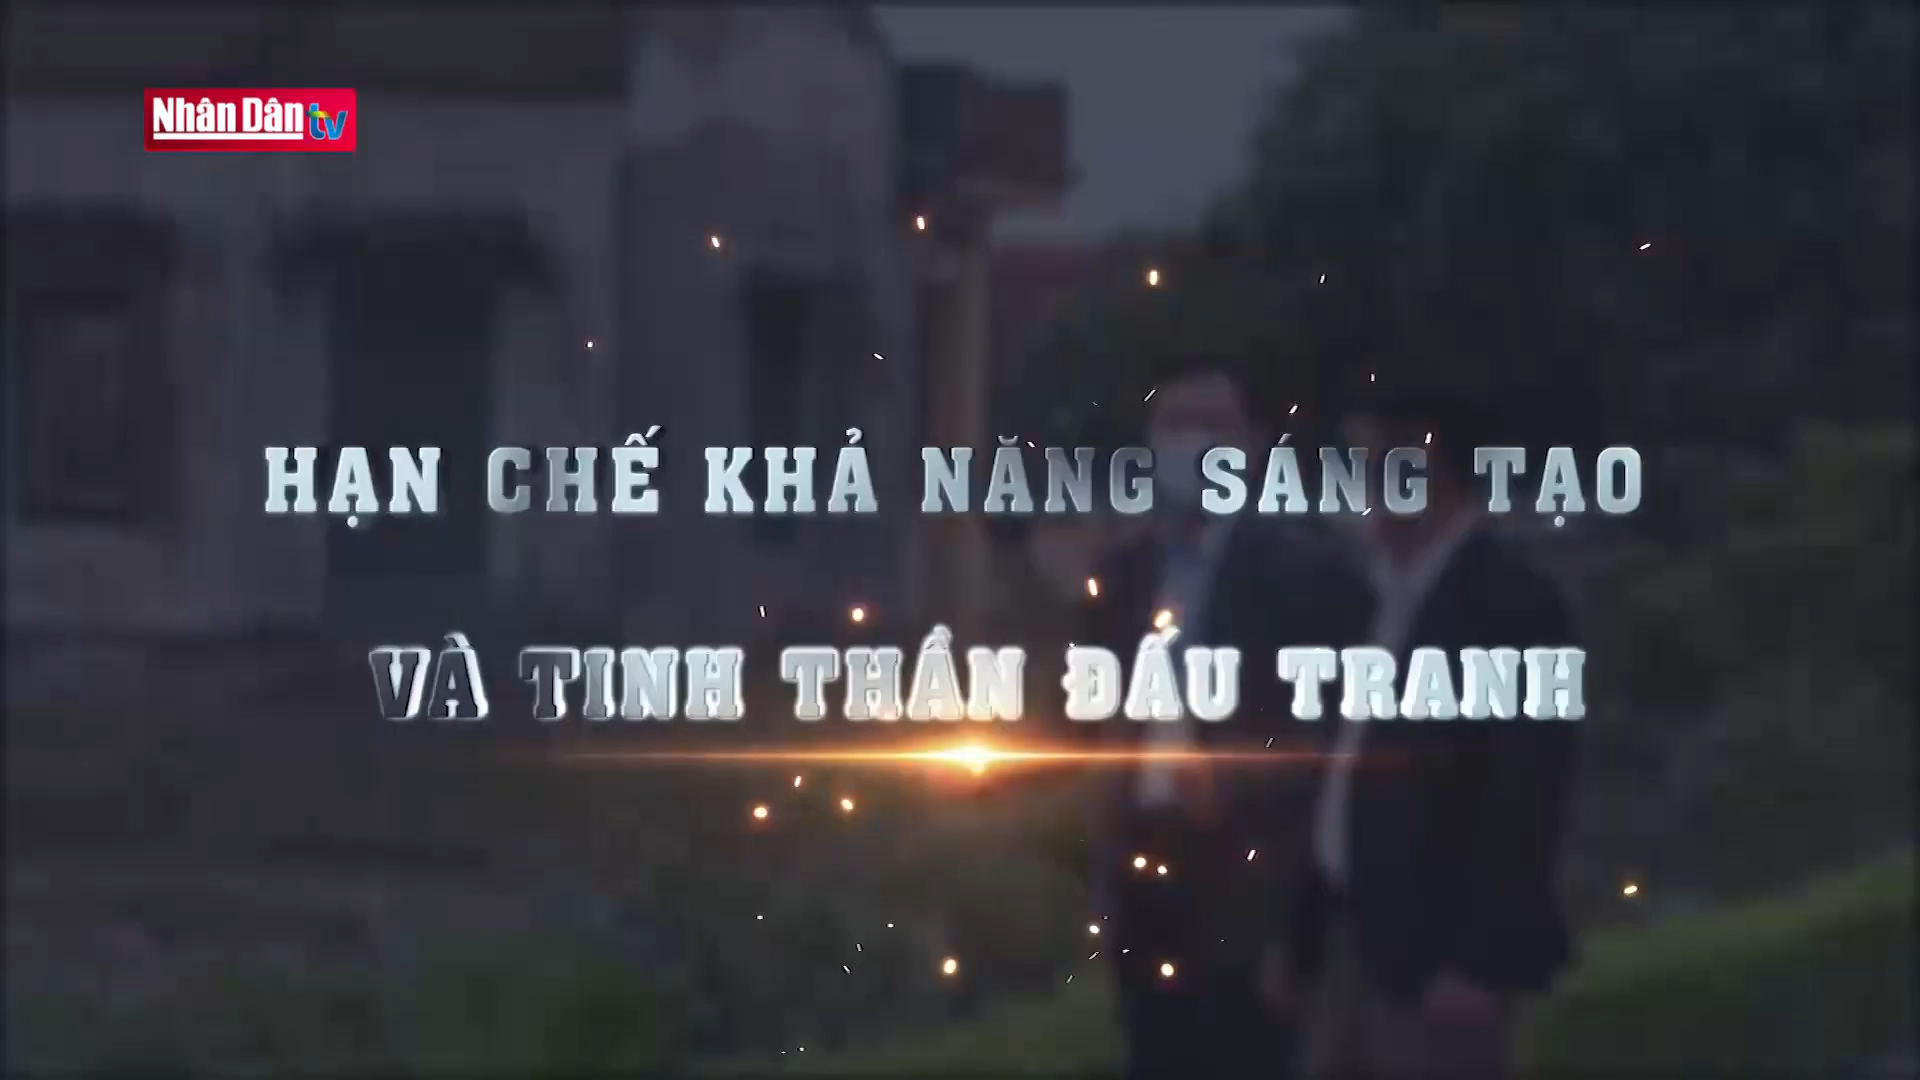 Nhân Dân tv
HẠN CHẾ KHẢ NĂNG SÁNG TẠO
VÀ TINH THẦN ĐẤU TRANH